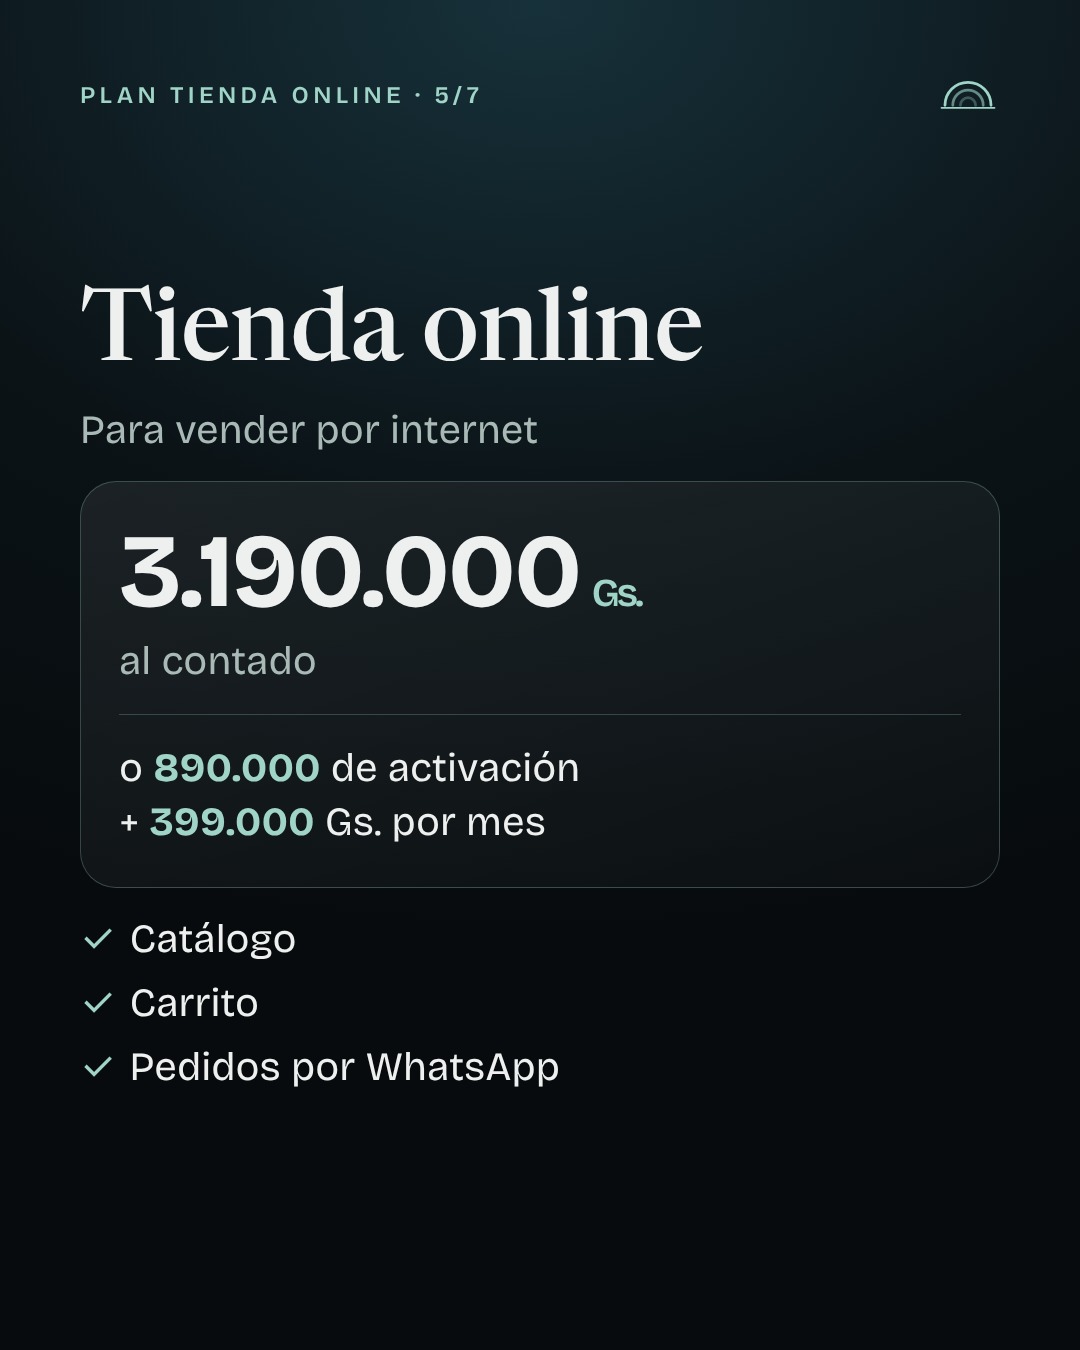 PLAN TIENDA ONLINE · 5/7
Tienda online
Para vender por internet
3.190.000 Gs.
al contado
o 890.000 de activación
+ 399.000 Gs. por mes
Catálogo
Carrito
Pedidos por WhatsApp